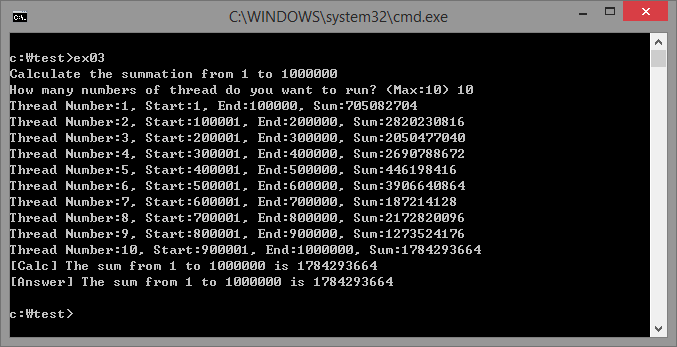 C:\WINDOWS\system32\cmd.exe
c:₩test>ex03
Calculate the summation from 1 to 1000000
How many numbers of thread do you want to run? (Max:10) 10
Thread Number:1, Start:1, End:100000, Sum:705082704
Thread Number:2, Start:100001, End:200000, Sum:2820230816
Thread Number:3, Start:200001, End:300000, Sum:2050477040
Thread Number:4, Start:300001, End:400000, Sum:2690788672
Thread Number:5, Start:400001, End:500000, Sum:446198416
Thread Number:6, Start:500001, End:600000, Sum:3906640864
Thread Number:7, Start:600001, End:700000, Sum:187214128
Thread Number:8, Start:700001, End:800000, Sum:2172820096
Thread Number:9, Start:800001, End:900000, Sum:1273524176
Thread Number:10, Start:900001, End:1000000, Sum:1784293664
[Calc] The sum from 1 to 1000000 is 1784293664
[Answer] The sum from 1 to 1000000 is 1784293664
c:₩test>